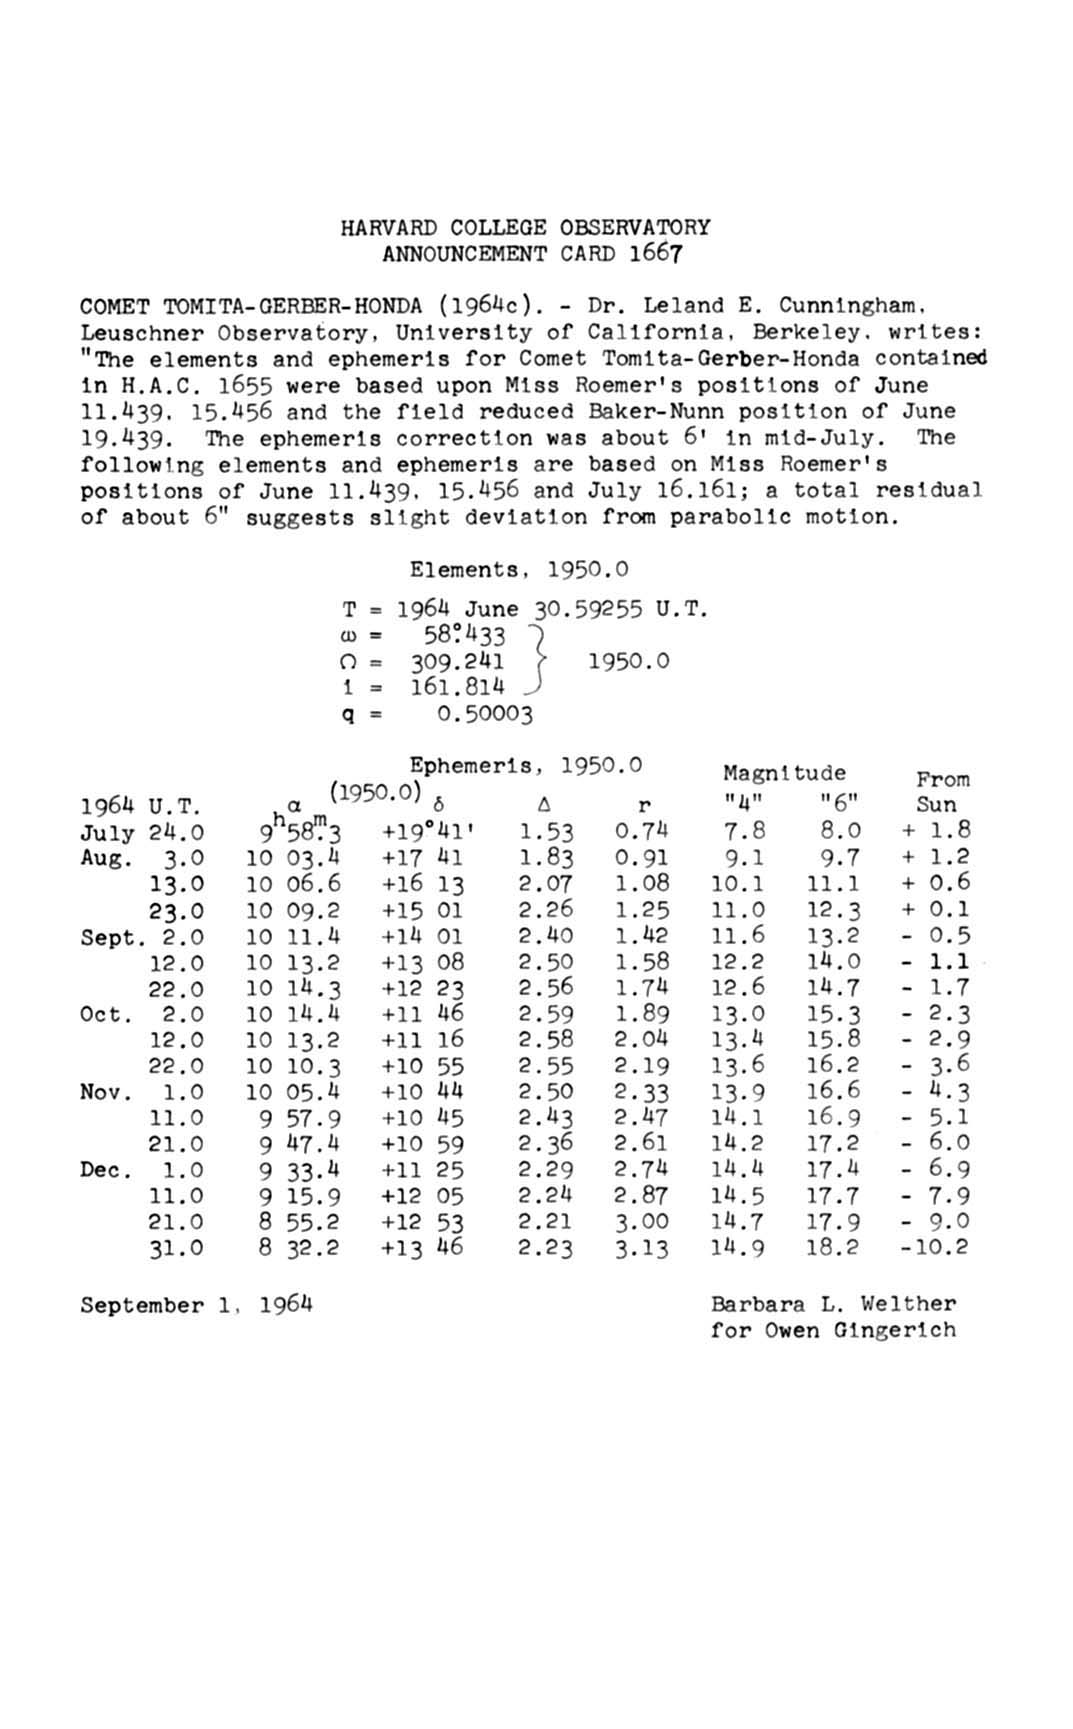 HARVARD COLLEGE OBSERVATORY
ANNOUNCEMENT CARD 1667
COMET TOMITA-GERBER-HONDA (1964c). - Dr. Leland E. Cunningham,
Leuschner Observatory, University of California, Berkeley, writes:
"The elements and ephemeris for Comet Tomita-Gerber-Honda contained
in H.A.C. 1655 were based upon Miss Roemer's positions of June
11.439, 15.456 and the field reduced Baker-Nunn position of June
19.439. The ephemeris correction was about 6' in mid-July. The
following elements and ephemeris are based on Miss Roemer's
positions of June 11.439, 15.456 and July 16.161; a total residual
of about 6" suggests slight deviation from parabolic motion.
Elements, 1950.0
T = 1964 June 30.59255 U.T.
ω = 58°.433
Ω = 309.241 } 1950.0
i = 161.814
q = 0.50003
Ephemeris, 1950.0 Magnitude From
1964 U.T. α (1950.0) δ Δ r "4" "6" Sun
July 24.0 9h58m.3 +19°41' 1.53 0.74 7.8 8.0 + 1.8
Aug. 3.0 10 03.4 +17 41 1.83 0.91 9.1 9.7 + 1.2
13.0 10 06.6 +16 13 2.07 1.08 10.1 11.1 + 0.6
23.0 10 09.2 +15 01 2.26 1.25 11.0 12.3 + 0.1
Sept. 2.0 10 11.4 +14 01 2.40 1.42 11.6 13.2 - 0.5
12.0 10 13.2 +13 08 2.50 1.58 12.2 14.0 - 1.1
22.0 10 14.3 +12 23 2.56 1.74 12.6 14.7 - 1.7
Oct. 2.0 10 14.4 +11 46 2.59 1.89 13.0 15.3 - 2.3
12.0 10 13.2 +11 16 2.58 2.04 13.4 15.8 - 2.9
22.0 10 10.3 +10 55 2.55 2.19 13.6 16.2 - 3.6
Nov. 1.0 10 05.4 +10 44 2.50 2.33 13.9 16.6 - 4.3
11.0 9 57.9 +10 45 2.43 2.47 14.1 16.9 - 5.1
21.0 9 47.4 +10 59 2.36 2.61 14.2 17.2 - 6.0
Dec. 1.0 9 33.4 +11 25 2.29 2.74 14.4 17.4 - 6.9
11.0 9 15.9 +12 05 2.24 2.87 14.5 17.7 - 7.9
21.0 8 55.2 +12 53 2.21 3.00 14.7 17.9 - 9.0
31.0 8 32.2 +13 46 2.23 3.13 14.9 18.2 -10.2
September 1, 1964 Barbara L. Welther
for Owen Gingerich